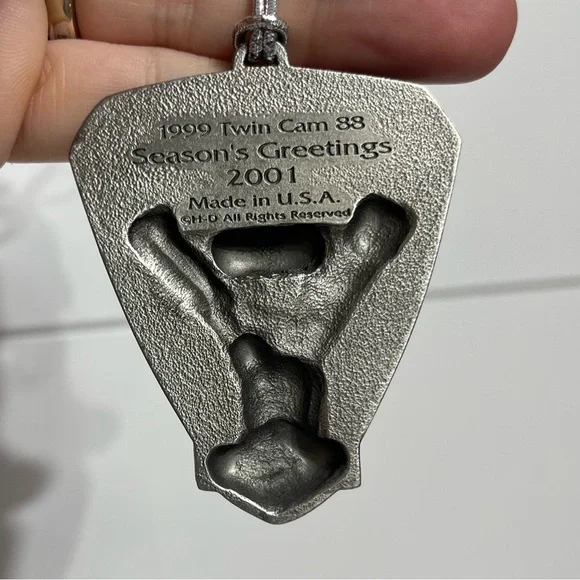 1999 Twin Cam 88
Season's Greetings
2001
Made in U.S.A.
©H-D All Rights Reserved